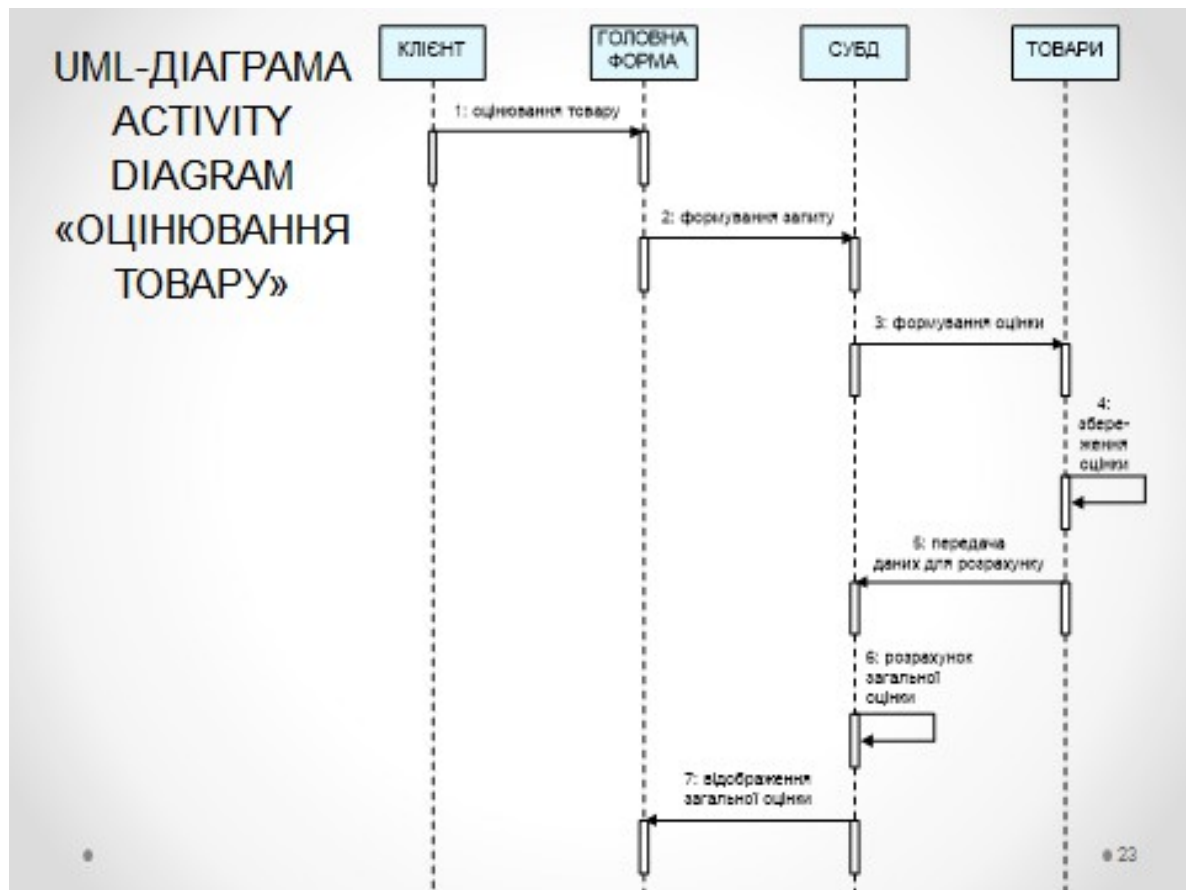 UML-ДІАГРАМА
ACTIVITY
DIAGRAM
«ОЦІНЮВАННЯ
ТОВАРУ»
КЛІЄНТ
ГОЛОВНА
ФОРМА
СУБД
ТОВАРИ
1: оцінювання товару
2: формування запиту
3: формування оцінки
4:
збере-
ження
оцінки
5: передача
даних для розрахунку
6: розрахунок
загальної
оцінки
7: відображення
загальної оцінки
23